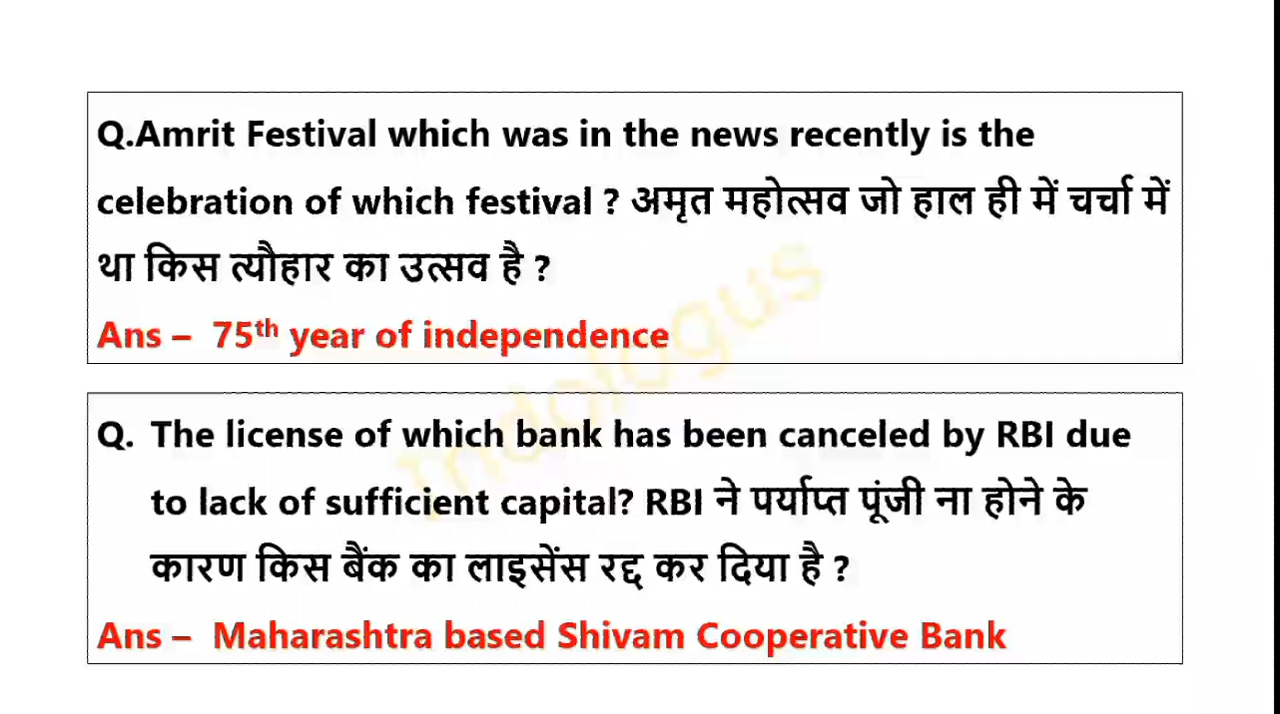 Q.Amrit Festival which was in the news recently is the
celebration of which festival ? अमृत महोत्सव जो हाल ही में चर्चा में
था किस त्यौहार का उत्सव है ?
Ans – 75th year of independence
Indologus
Q. The license of which bank has been canceled by RBI due
to lack of sufficient capital? RBI ने पर्याप्त पूंजी ना होने के
कारण किस बैंक का लाइसेंस रद्द कर दिया है ?
Ans – Maharashtra based Shivam Cooperative Bank